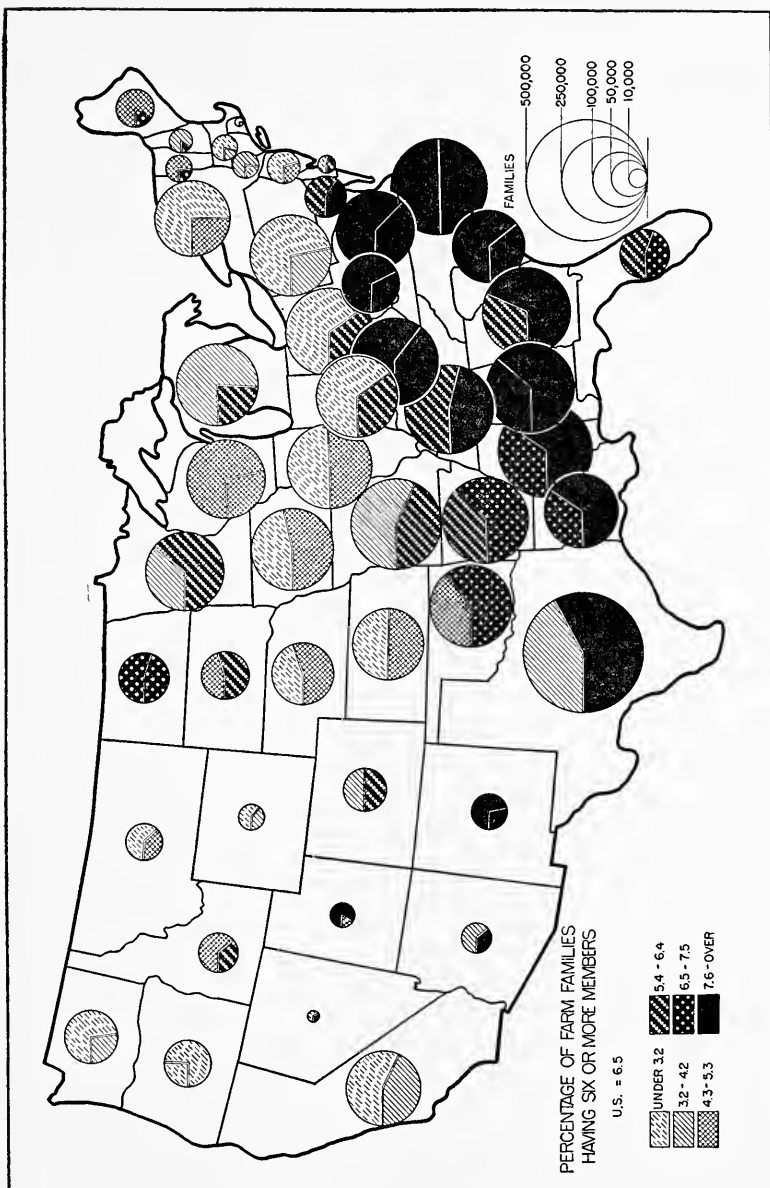 FAMILIES
500,000
250,000
100,000
50,000
10,000
PERCENTAGE OF FARM FAMILIES
HAVING SIX OR MORE MEMBERS
U.S. = 6.5
UNDER 3.2
3.2 - 4.2
4.3 - 5.3
5.4 - 6.4
6.5 - 7.5
7.6 - OVER